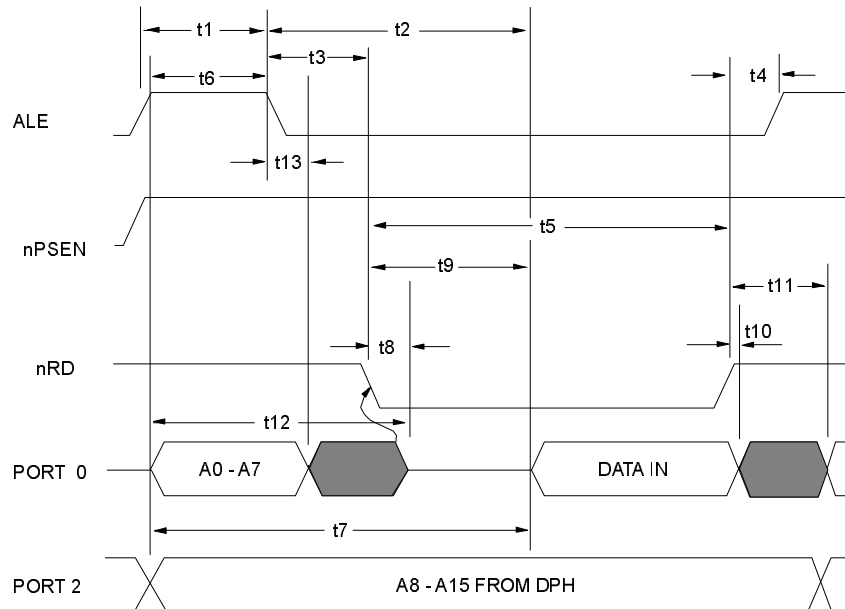 t1
t2
t3
t4
t6
ALE
t13
nPSEN
t5
t9
t11
t8
t10
nRD
t12
PORT 0
A0 - A7
DATA IN
t7
PORT 2
A8 - A15 FROM DPH